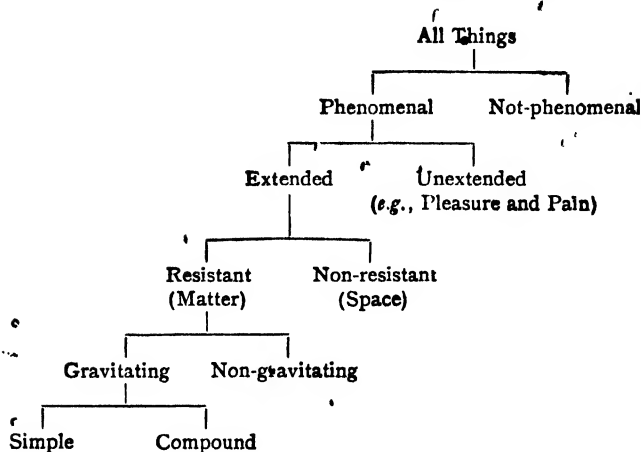 All Things
Phenomenal Not-phenomenal
Extended Unextended
(e.g., Pleasure and Pain)
Resistant Non-resistant
(Matter) (Space)
Gravitating Non-gravitating
Simple Compound